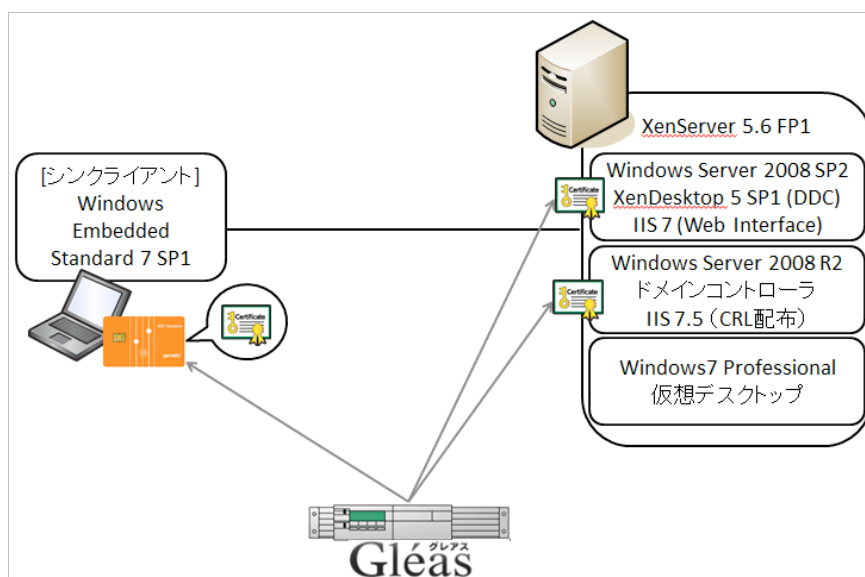 XenServer 5.6 FP1
[シンクライアント]
Windows
Embedded
Standard 7 SP1
Certificate
Windows Server 2008 SP2
XenDesktop 5 SP1 (DDC)
IIS 7 (Web Interface)
Certificate
Windows Server 2008 R2
ドメインコントローラ
IIS 7.5（CRL配布）
Certificate
Windows7 Professional
仮想デスクトップ
グレアス
Gléas